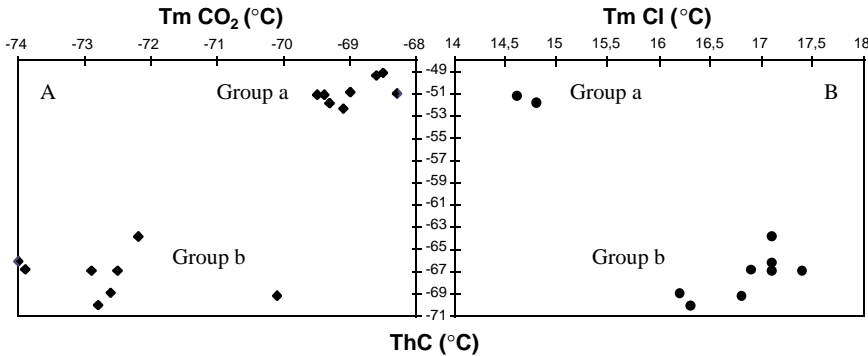 Tm CO₂ (°C)
Tm Cl (°C)
-74 -73 -72 -71 -70 -69 -68
14 14,5 15 15,5 16 16,5 17 17,5 18
A
Group a
Group a
B
Group b
Group b
-49
-51
-53
-55
-57
-59
-61
-63
-65
-67
-69
-71
ThC (°C)